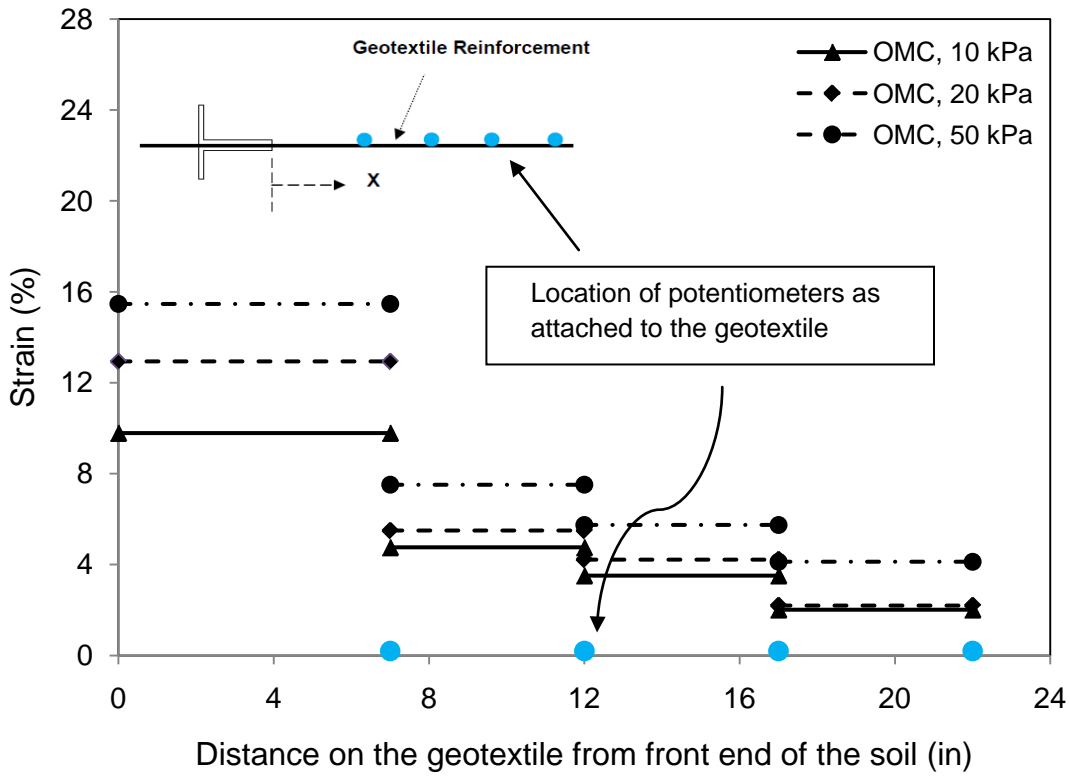 28
24
20
16
12
8
4
0
Strain (%)
Geotextile Reinforcement
X
OMC, 10 kPa
OMC, 20 kPa
OMC, 50 kPa
Location of potentiometers as
attached to the geotextile
0
4
8
12
16
20
24
Distance on the geotextile from front end of the soil (in)